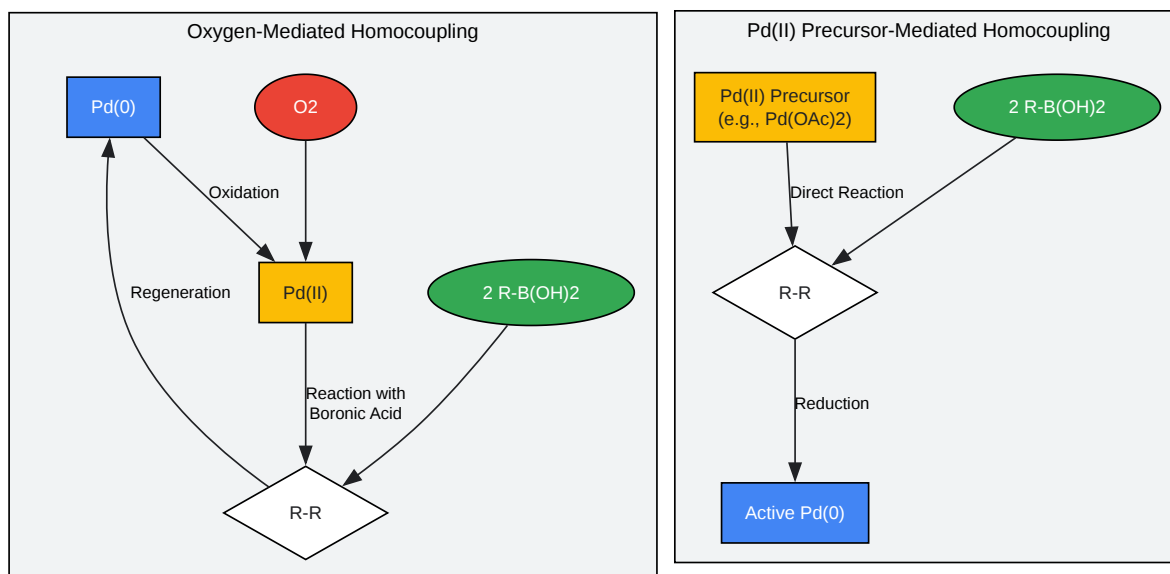 Oxygen-Mediated Homocoupling
Pd(0)
O2
Oxidation
Regeneration
Pd(II)
2 R-B(OH)2
Reaction with
Boronic Acid
R-R
Pd(II) Precursor-Mediated Homocoupling
Pd(II) Precursor
(e.g., Pd(OAc)2)
2 R-B(OH)2
Direct Reaction
R-R
Reduction
Active Pd(0)